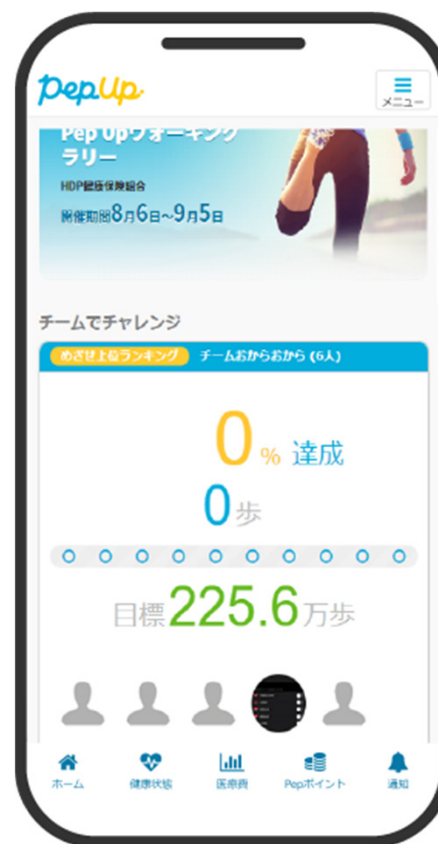 PepUp
メニュー
Pep Upウォーキング
ラリー
HDP健康保険組合
開催期間8月6日～9月5日
チームでチャレンジ
めざせ上位ランキング チームおからおから (6人)
0 % 達成
0 歩
目標 225.6 万歩
ホーム 健康状態 医療費 Pepポイント 通知